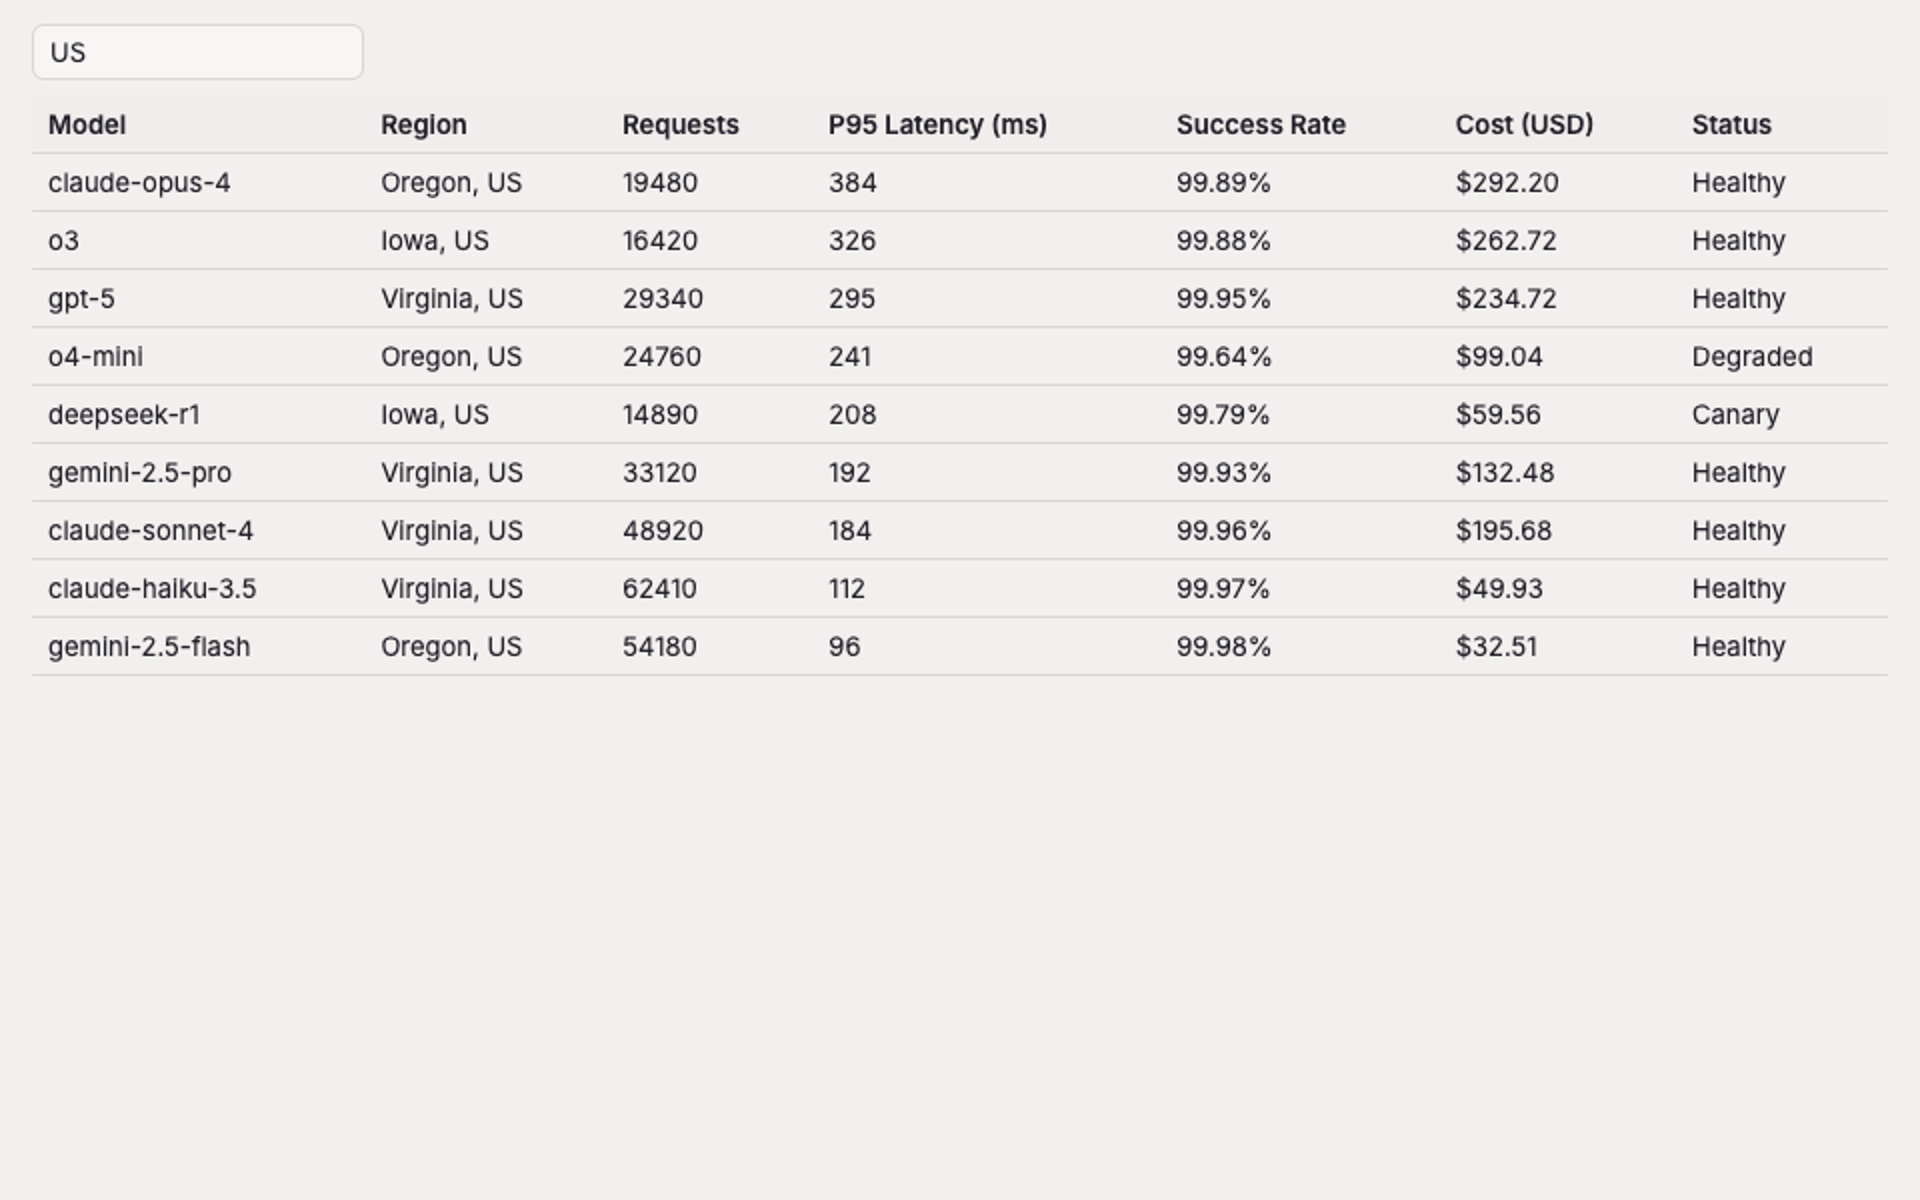 US
Model Region Requests P95 Latency (ms) Success Rate Cost (USD) Status
claude-opus-4 Oregon, US 19480 384 99.89% $292.20 Healthy
o3 Iowa, US 16420 326 99.88% $262.72 Healthy
gpt-5 Virginia, US 29340 295 99.95% $234.72 Healthy
o4-mini Oregon, US 24760 241 99.64% $99.04 Degraded
deepseek-r1 Iowa, US 14890 208 99.79% $59.56 Canary
gemini-2.5-pro Virginia, US 33120 192 99.93% $132.48 Healthy
claude-sonnet-4 Virginia, US 48920 184 99.96% $195.68 Healthy
claude-haiku-3.5 Virginia, US 62410 112 99.97% $49.93 Healthy
gemini-2.5-flash Oregon, US 54180 96 99.98% $32.51 Healthy